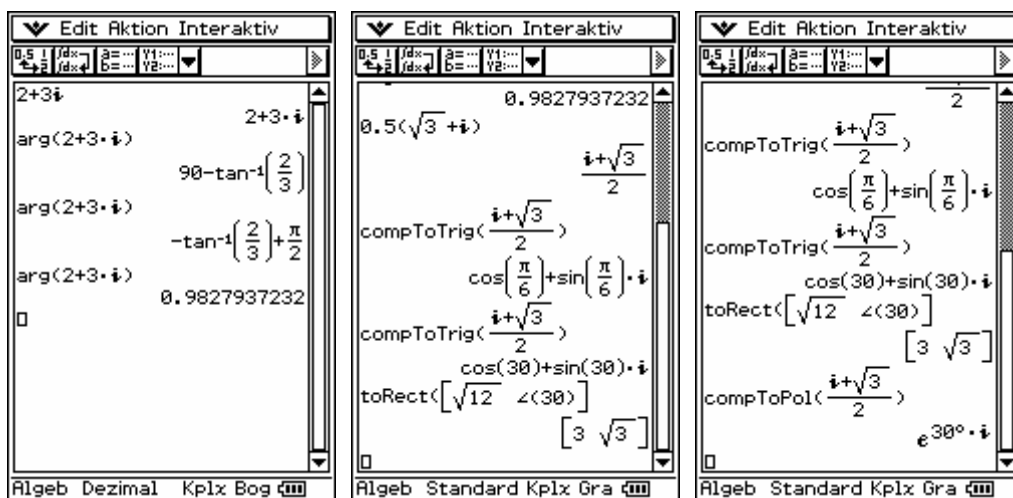 Edit Aktion Interaktiv
2+3i
2+3·i
arg(2+3·i)
90-tan⁻¹(2/3)
arg(2+3·i)
-tan⁻¹(2/3)+π/2
arg(2+3·i)
0.9827937232
Algeb Dezimal Kplx Bog
Edit Aktion Interaktiv
0.9827937232
0.5(√3+i)
(i+√3)/2
compToTrig((i+√3)/2)
cos(π/6)+sin(π/6)·i
compToTrig((i+√3)/2)
cos(30)+sin(30)·i
toRect([√12 ∠(30)]
[3 √3]
Algeb Standard Kplx Gra
Edit Aktion Interaktiv
2
compToTrig((i+√3)/2)
cos(π/6)+sin(π/6)·i
compToTrig((i+√3)/2)
cos(30)+sin(30)·i
toRect([√12 ∠(30)]
[3 √3]
compToPol((i+√3)/2)
e^30°·i
Algeb Standard Kplx Gra